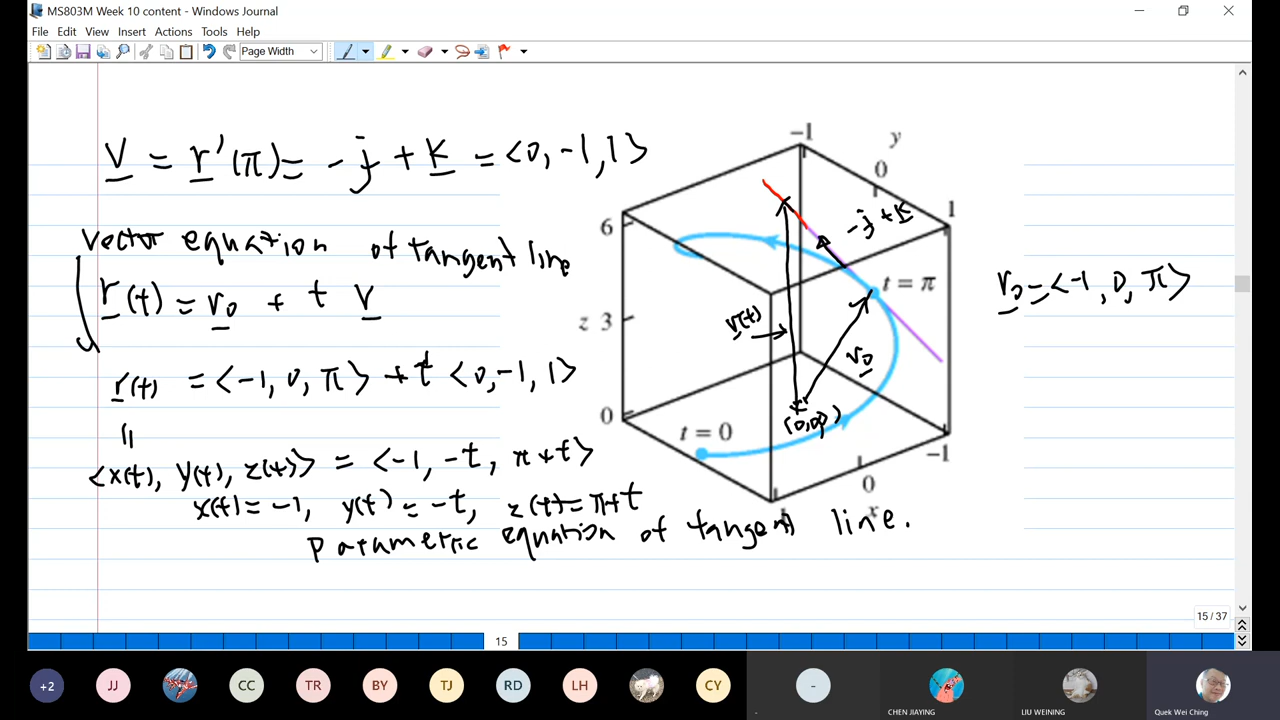 MS803M Week 10 content - Windows Journal
File Edit View Insert Actions Tools Help
Page Width
V = r'(π) = -j + k = <0, -1, 1>
vector equation of tangent line
r(t) = r0 + t V
r(t) = <-1, 0, π> + t <0, -1, 1>
||
<x(t), y(t), z(t)> = <-1, -t, π+t>
x(t) = -1, y(t) = -t, z(t) = π+t
Parametric equation of tangent line.
-1
y
0
1
6
-j + k
t = π
z 3
r(t)
r0
0
(0,0,0)
t = 0
-1
0
x
r0 = <-1, 0, π>
15 / 37
15
+2 JJ CC TR BY TJ RD LH CY -
- CHEN JIAYING LIU WEINING Quek Wei Ching